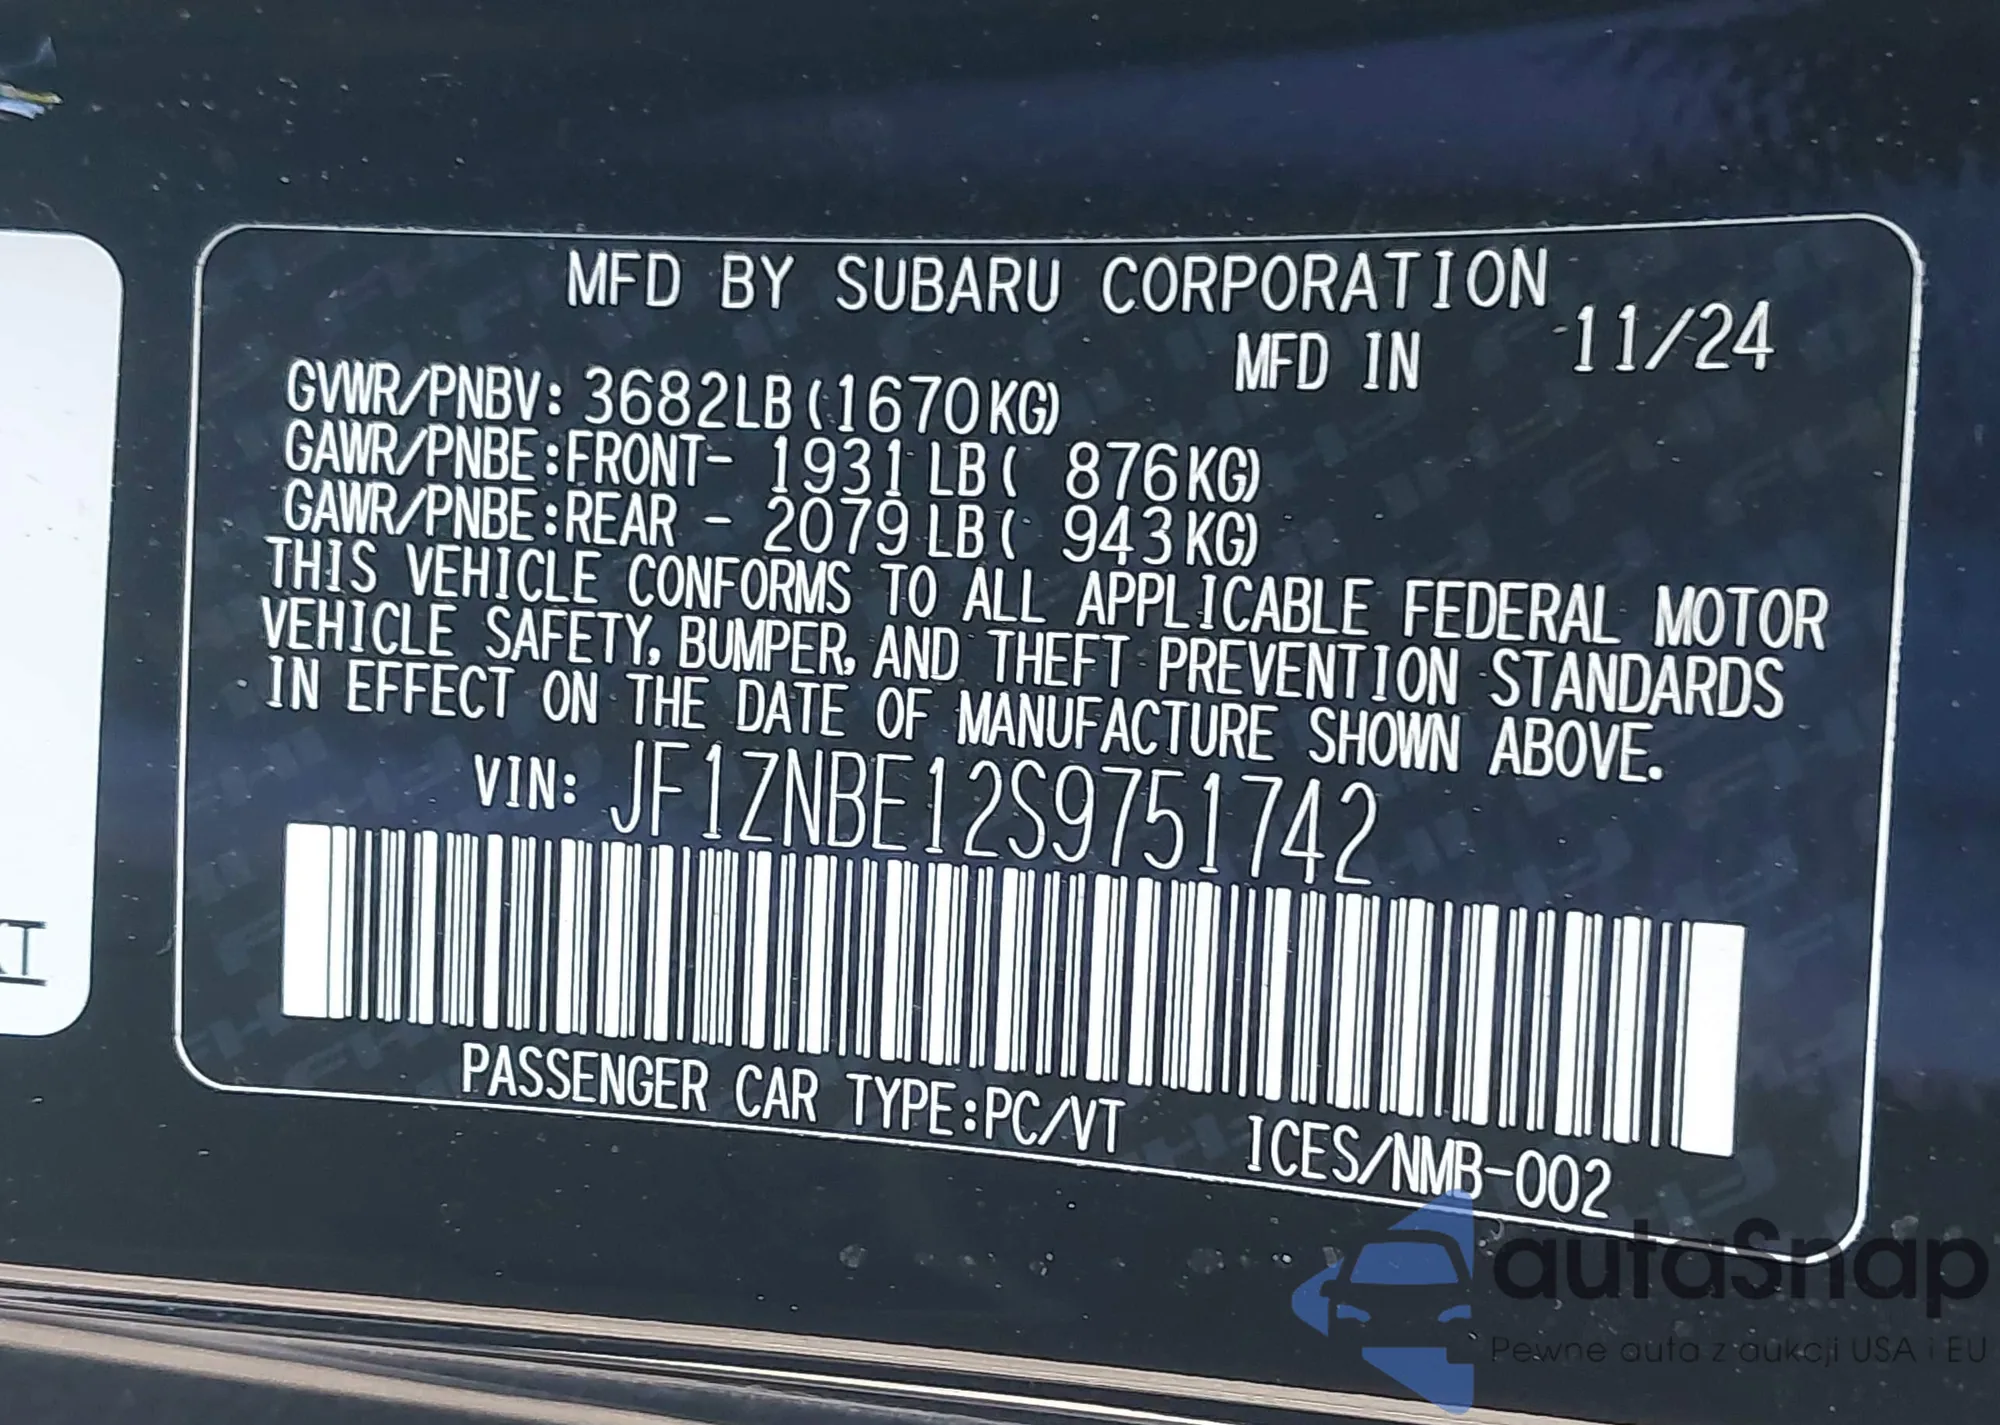 MFD BY SUBARU CORPORATION
MFD IN 11/24
GVWR/PNBV: 3682LB(1670KG)
GAWR/PNBE:FRONT- 1931LB( 876KG)
GAWR/PNBE:REAR - 2079LB( 943KG)
THIS VEHICLE CONFORMS TO ALL APPLICABLE FEDERAL MOTOR
VEHICLE SAFETY, BUMPER, AND THEFT PREVENTION STANDARDS
IN EFFECT ON THE DATE OF MANUFACTURE SHOWN ABOVE.
VIN: JF1ZNBE12S9751742
PASSENGER CAR TYPE:PC/VT ICES/NMB-002
autaSnap
Pewne auta z aukcji USA i EU